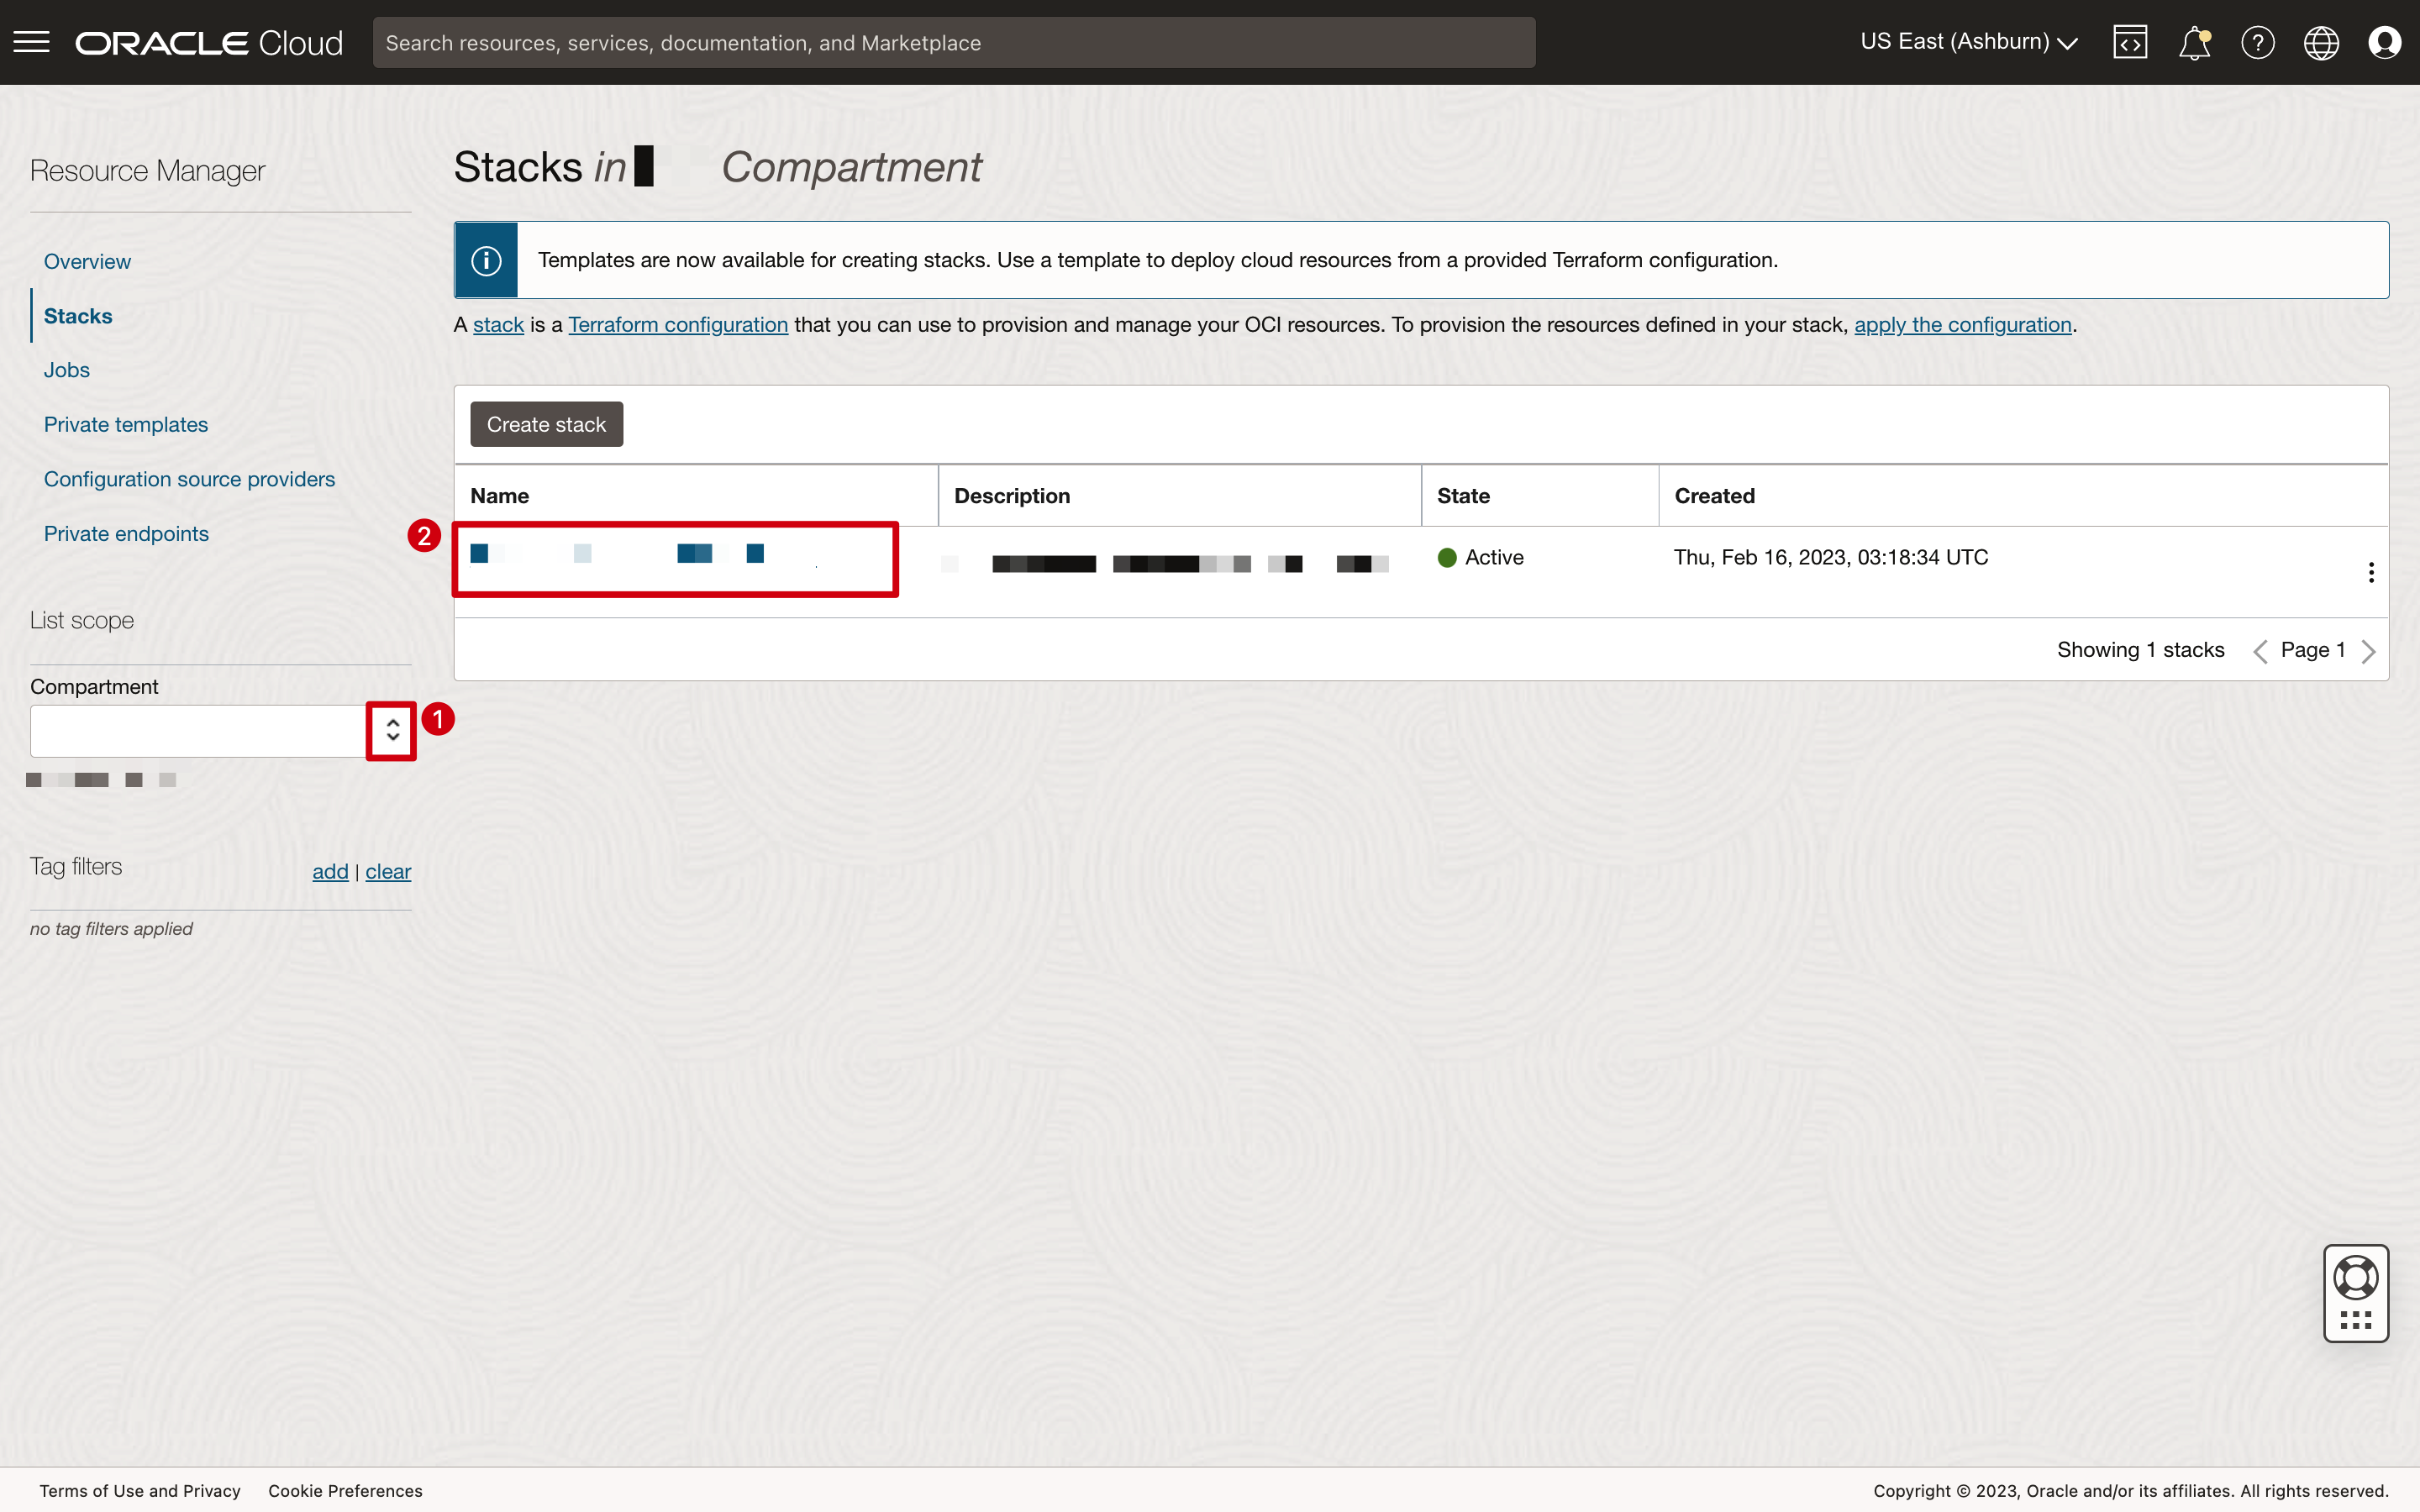 ORACLE Cloud
Search resources, services, documentation, and Marketplace
US East (Ashburn)
Resource Manager
Overview
Stacks
Jobs
Private templates
Configuration source providers
Private endpoints
List scope
Compartment
1
Tag filters
add | clear
no tag filters applied
Stacks in Compartment
Templates are now available for creating stacks. Use a template to deploy cloud resources from a provided Terraform configuration.
A stack is a Terraform configuration that you can use to provision and manage your OCI resources. To provision the resources defined in your stack, apply the configuration.
Create stack
Name Description State Created
2
Active Thu, Feb 16, 2023, 03:18:34 UTC
Showing 1 stacks Page 1
Terms of Use and Privacy Cookie Preferences
Copyright © 2023, Oracle and/or its affiliates. All rights reserved.